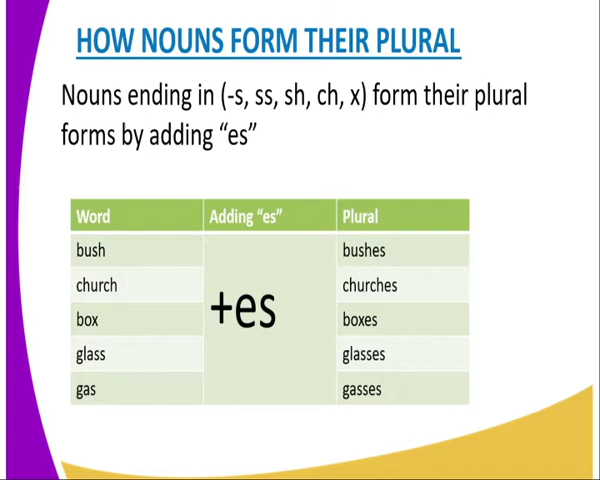 HOW NOUNS FORM THEIR PLURAL
Nouns ending in (-s, ss, sh, ch, x) form their plural
forms by adding “es”
Word Adding “es” Plural
bush bushes
church churches
+es
box boxes
glass glasses
gas gasses